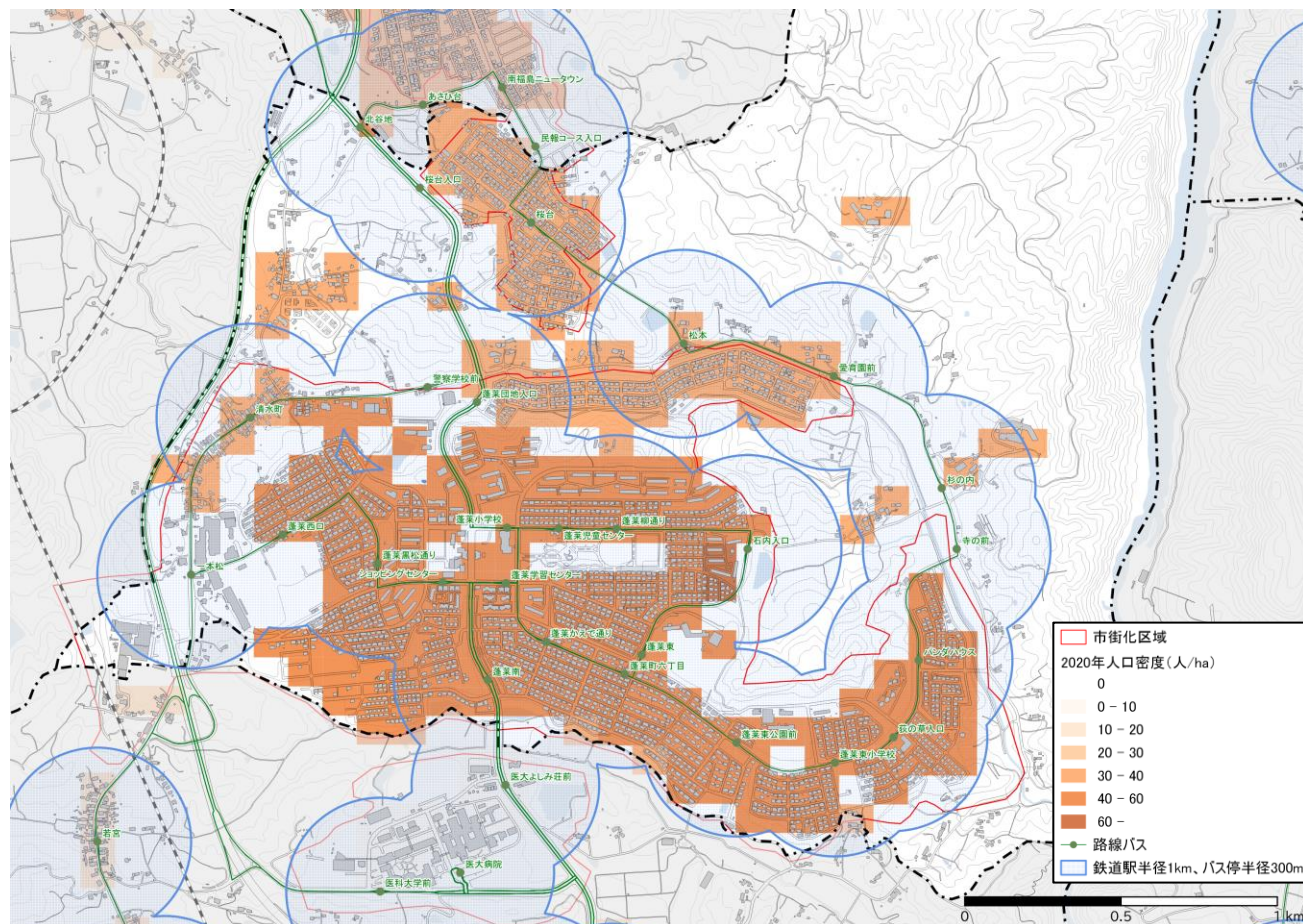 南福島ニュータウン
あさひ台
北谷地
民報コース入口
桜台入口
桜台
松本
愛育園前
警察学校前
蓬莱団地入口
清水町
杉の内
蓬莱小学校
蓬莱柳通り
蓬莱児童センター
蓬莱西口
石内入口
寺の前
蓬莱黒松通り
一本松
ショッピングセンター
蓬莱学習センター
蓬莱かえで通り
蓬莱東
蓬莱町六丁目
パンダハウス
蓬莱南
荻の草入口
蓬莱東公園前
蓬莱東小学校
医大よしみ荘前
若宮
医大病院
医科大学前
市街化区域
2020年人口密度(人/ha)
0
0 - 10
10 - 20
20 - 30
30 - 40
40 - 60
60 -
路線バス
鉄道駅半径1km、バス停半径300m
0 0.5 1 km